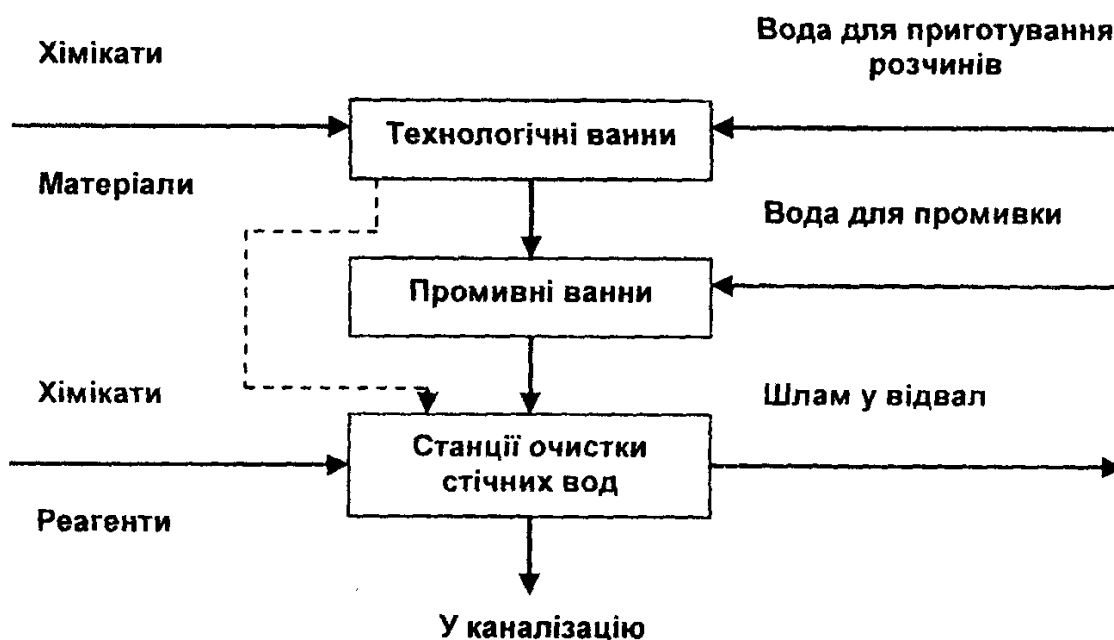 Хімікати
Вода для приготування
розчинів
Технологічні ванни
Матеріали
Вода для промивки
Промивні ванни
Хімікати
Шлам у відвал
Станції очистки
стічних вод
Реагенти
У каналізацію